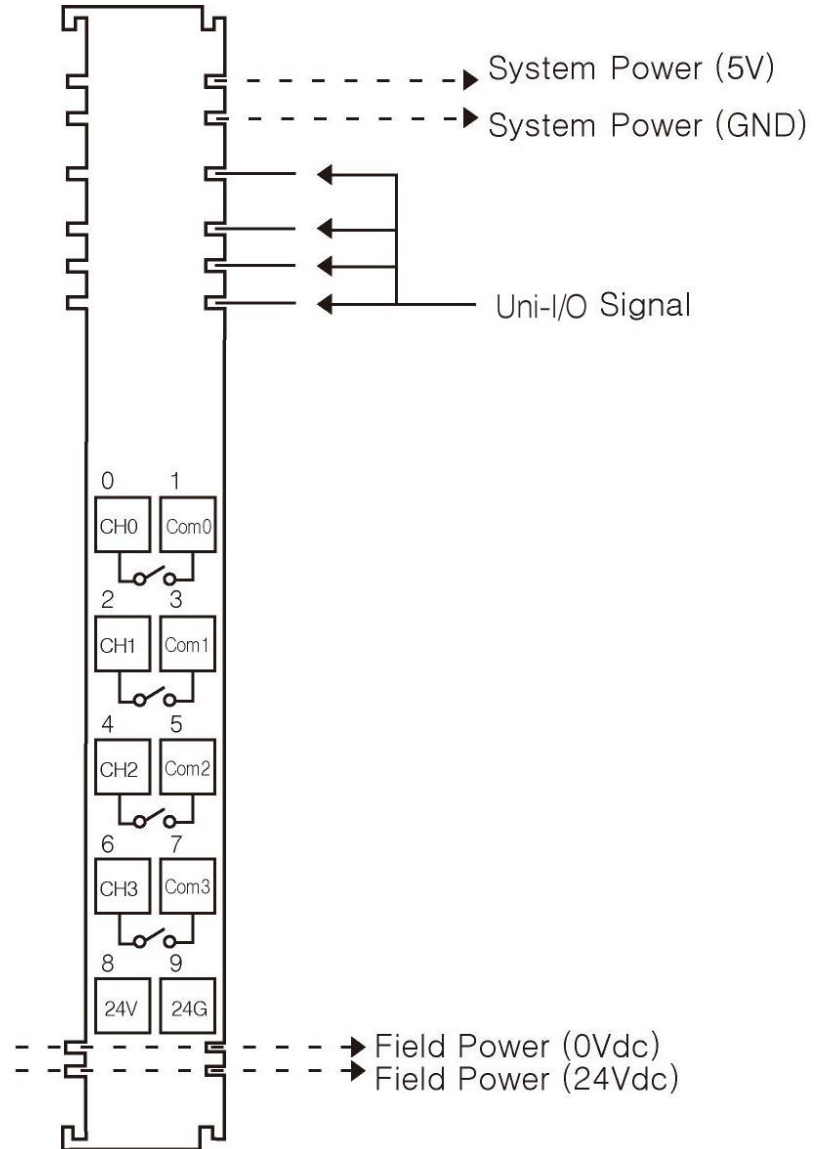 System Power (5V)
System Power (GND)
Uni-I/O Signal
0 1
CH0 Com0
2 3
CH1 Com1
4 5
CH2 Com2
6 7
CH3 Com3
8 9
24V 24G
Field Power (0Vdc)
Field Power (24Vdc)